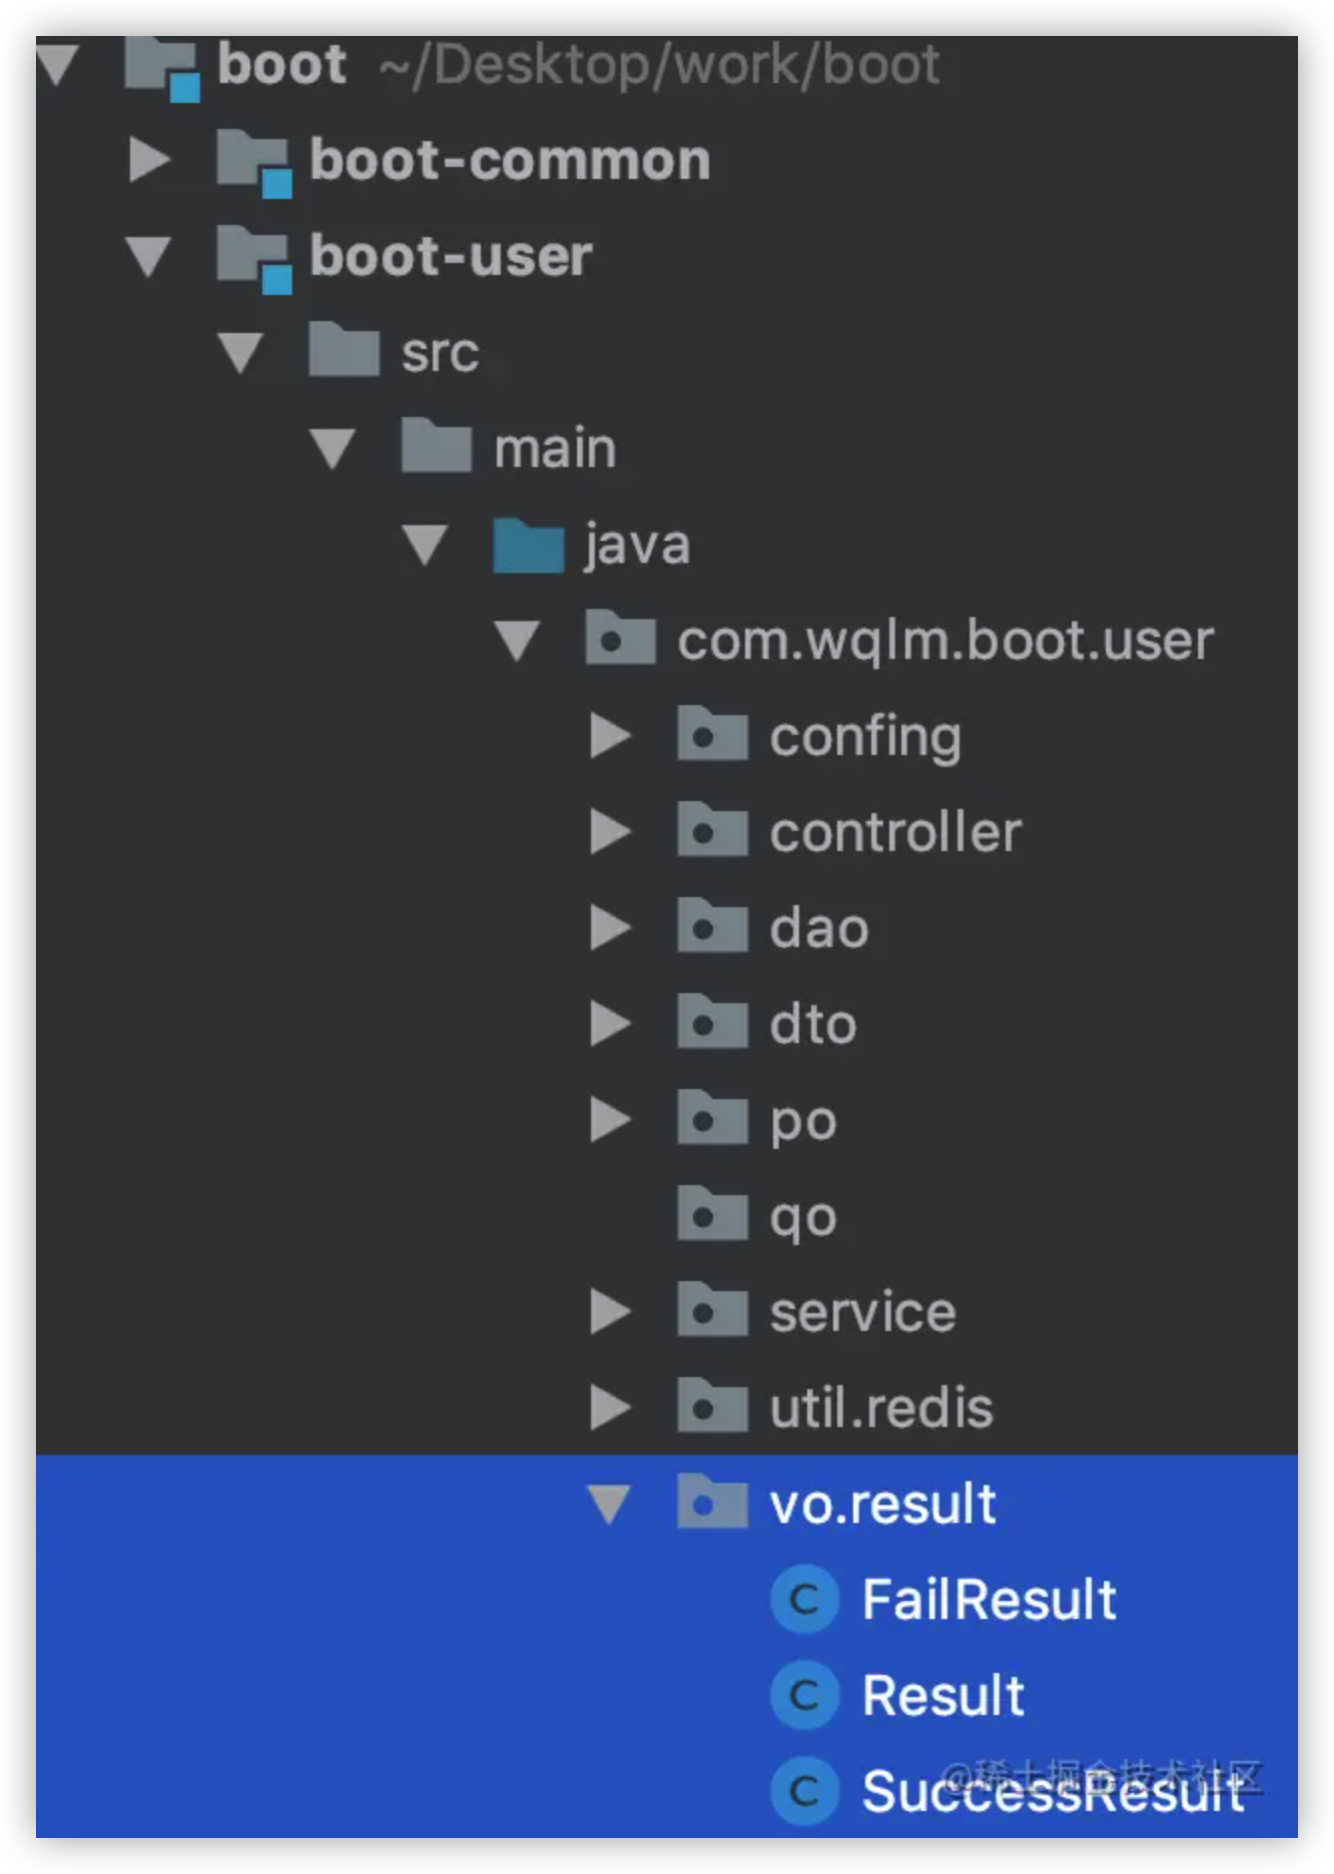 boot ~/Desktop/work/boot
boot-common
boot-user
src
main
java
com.wqlm.boot.user
confing
controller
dao
dto
po
qo
service
util.redis
vo.result
C FailResult
C Result
@稀土掘金技术社区
C SuccessResult